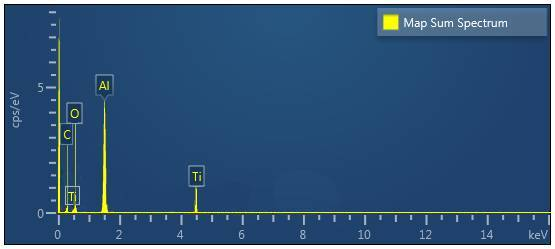 Map Sum Spectrum
cps/eV
5
0
Al
O
C
Ti
Ti
0 2 4 6 8 10 12 14 keV